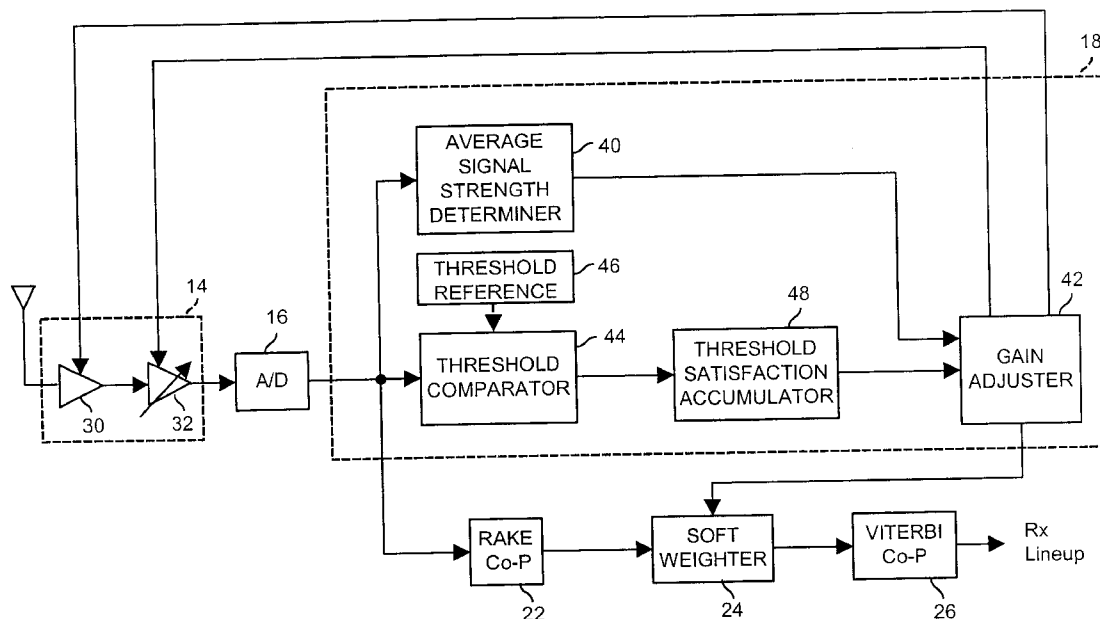 18
AVERAGE
SIGNAL
STRENGTH
DETERMINER
40
THRESHOLD
REFERENCE
46
14
16
A/D
30
32
THRESHOLD
COMPARATOR
44
48
THRESHOLD
SATISFACTION
ACCUMULATOR
42
GAIN
ADJUSTER
RAKE
Co-P
22
SOFT
WEIGHTER
24
VITERBI
Co-P
26
Rx
Lineup